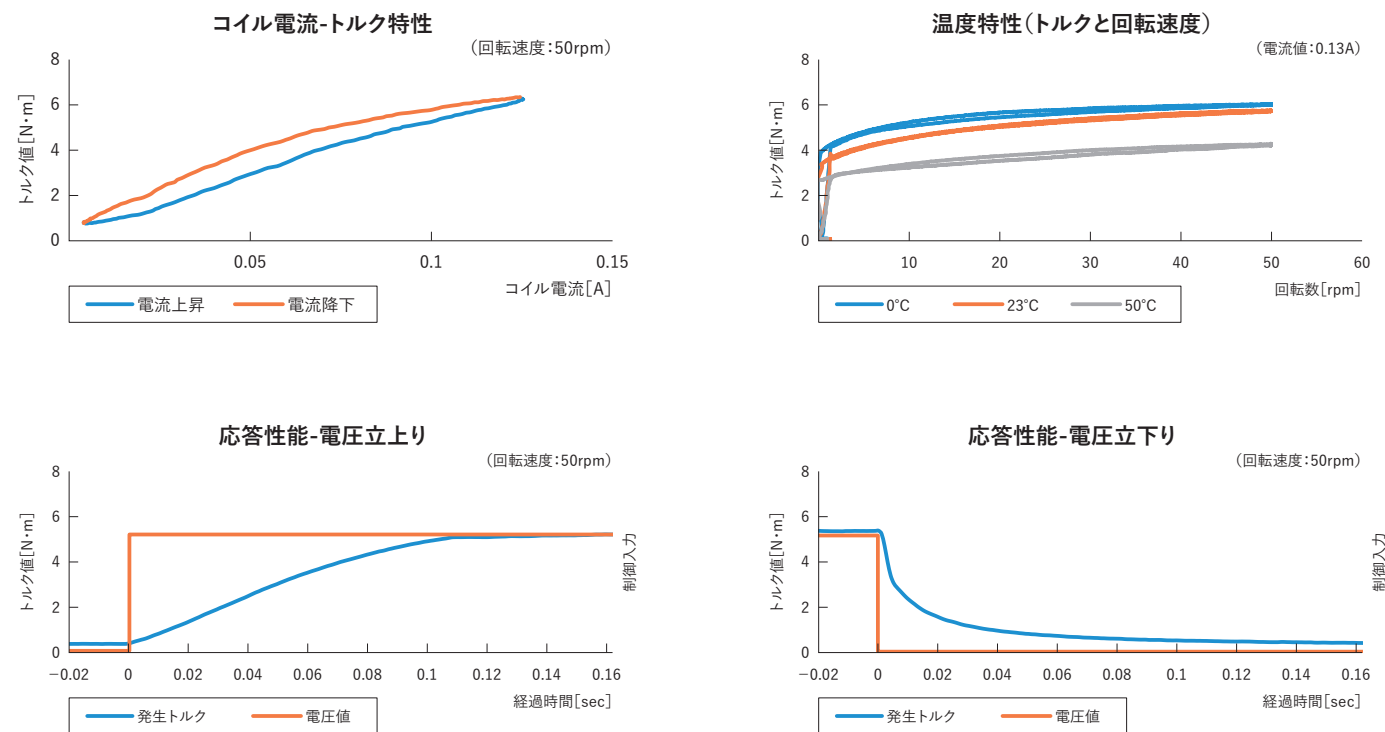 コイル電流-トルク特性
（回転速度：50rpm）
8
6
4
2
0
トルク値［N・m］
0.05
0.1
0.15
コイル電流［A］
電流上昇
電流降下
温度特性（トルクと回転速度）
（電流値：0.13A）
8
6
4
2
0
トルク値［N・m］
10
20
30
40
50
60
回転数［rpm］
0℃
23℃
50℃
応答性能-電圧立上り
（回転速度：50rpm）
8
6
4
2
0
トルク値［N・m］
制御入力
−0.02
0
0.02
0.04
0.06
0.08
0.1
0.12
0.14
0.16
経過時間［sec］
発生トルク
電圧値
応答性能-電圧立下り
（回転速度：50rpm）
8
6
4
2
0
トルク値［N・m］
制御入力
−0.02
0
0.02
0.04
0.06
0.08
0.1
0.12
0.14
0.16
経過時間［sec］
発生トルク
電圧値